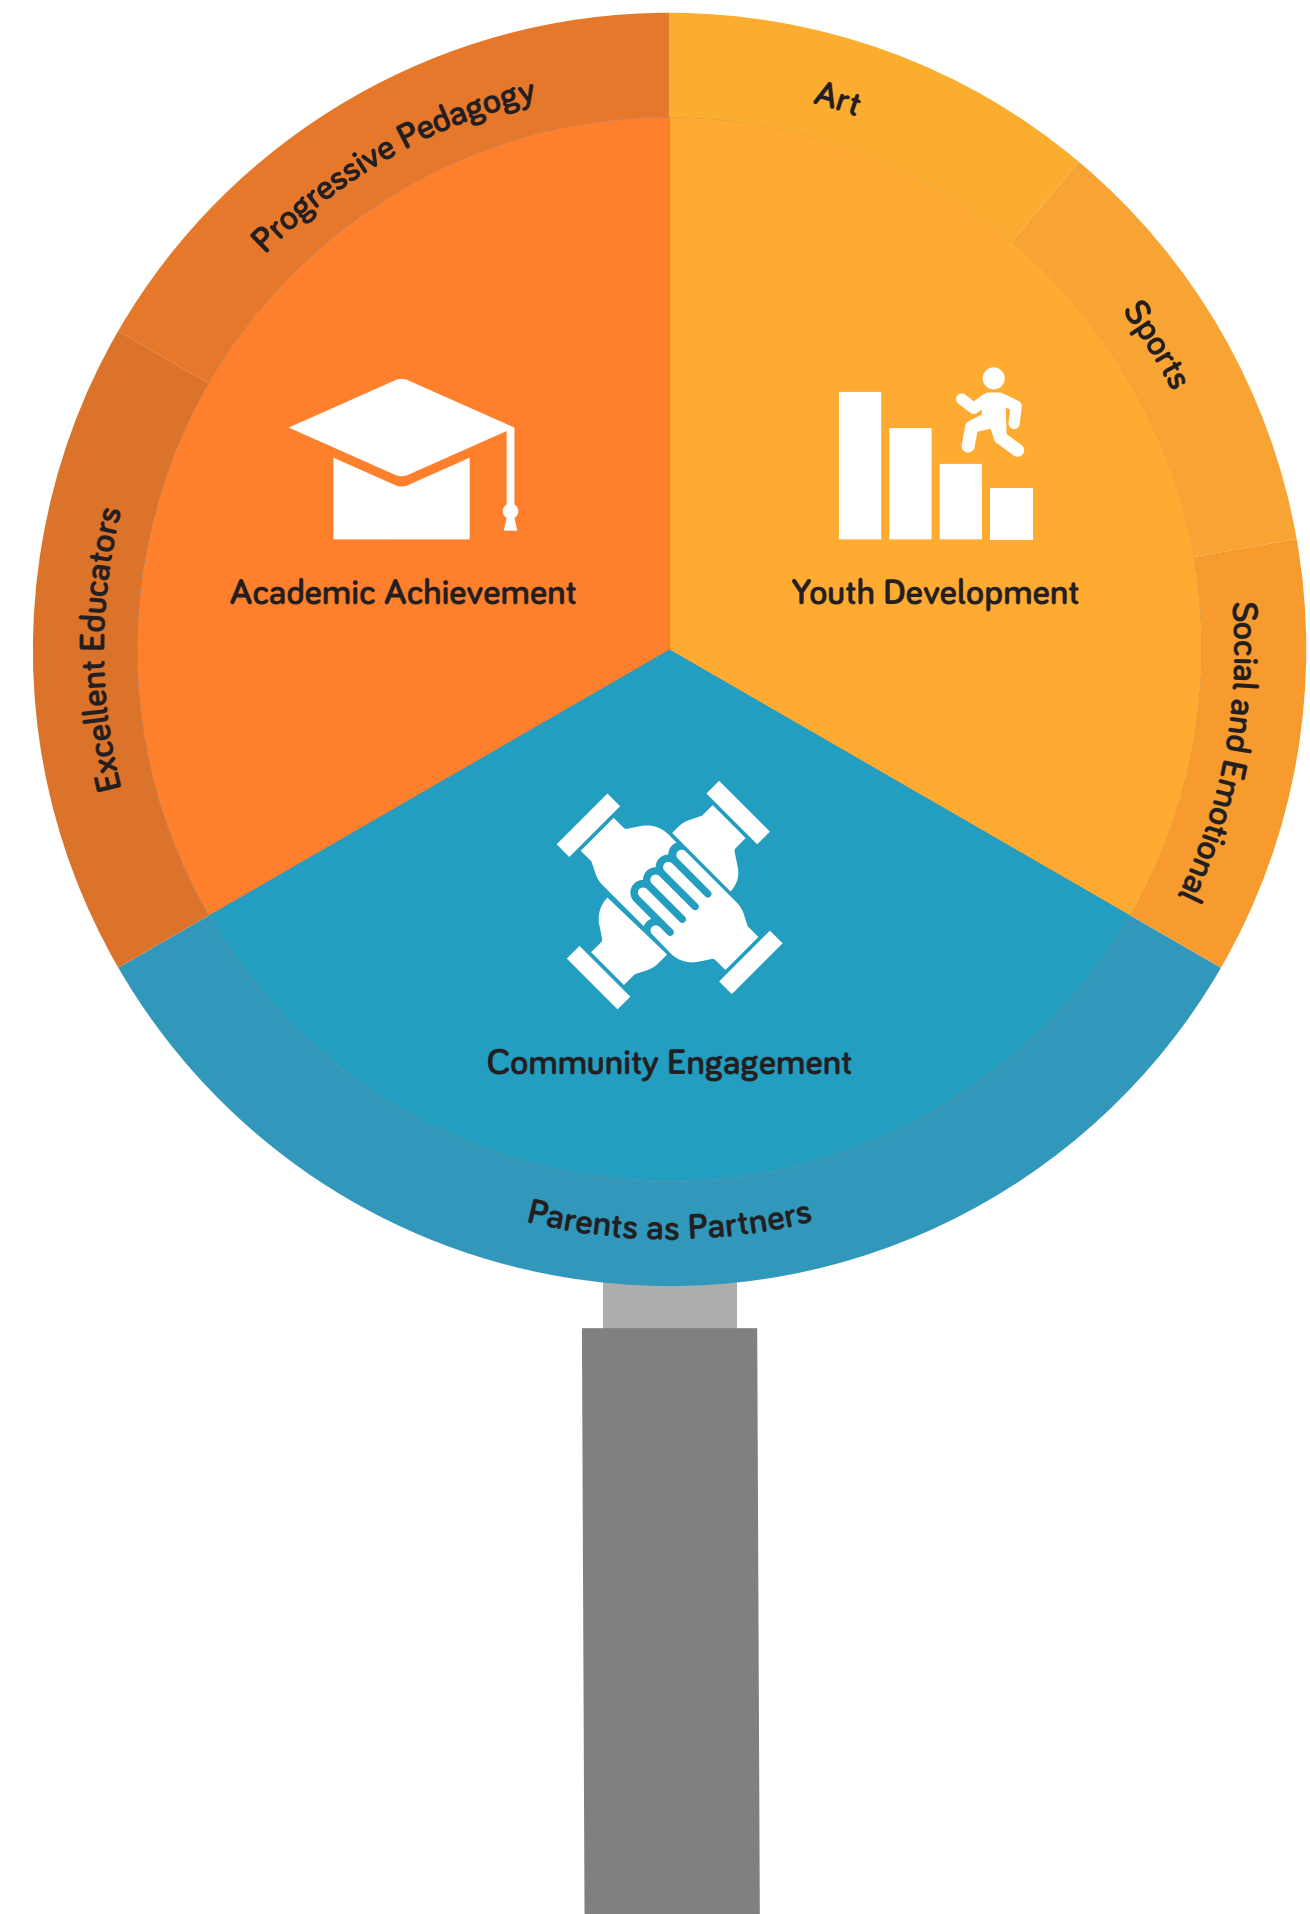 Progressive Pedagogy
Art
Sports
Excellent Educators
Academic Achievement
Youth Development
Social and Emotional
Community Engagement
Parents as Partners